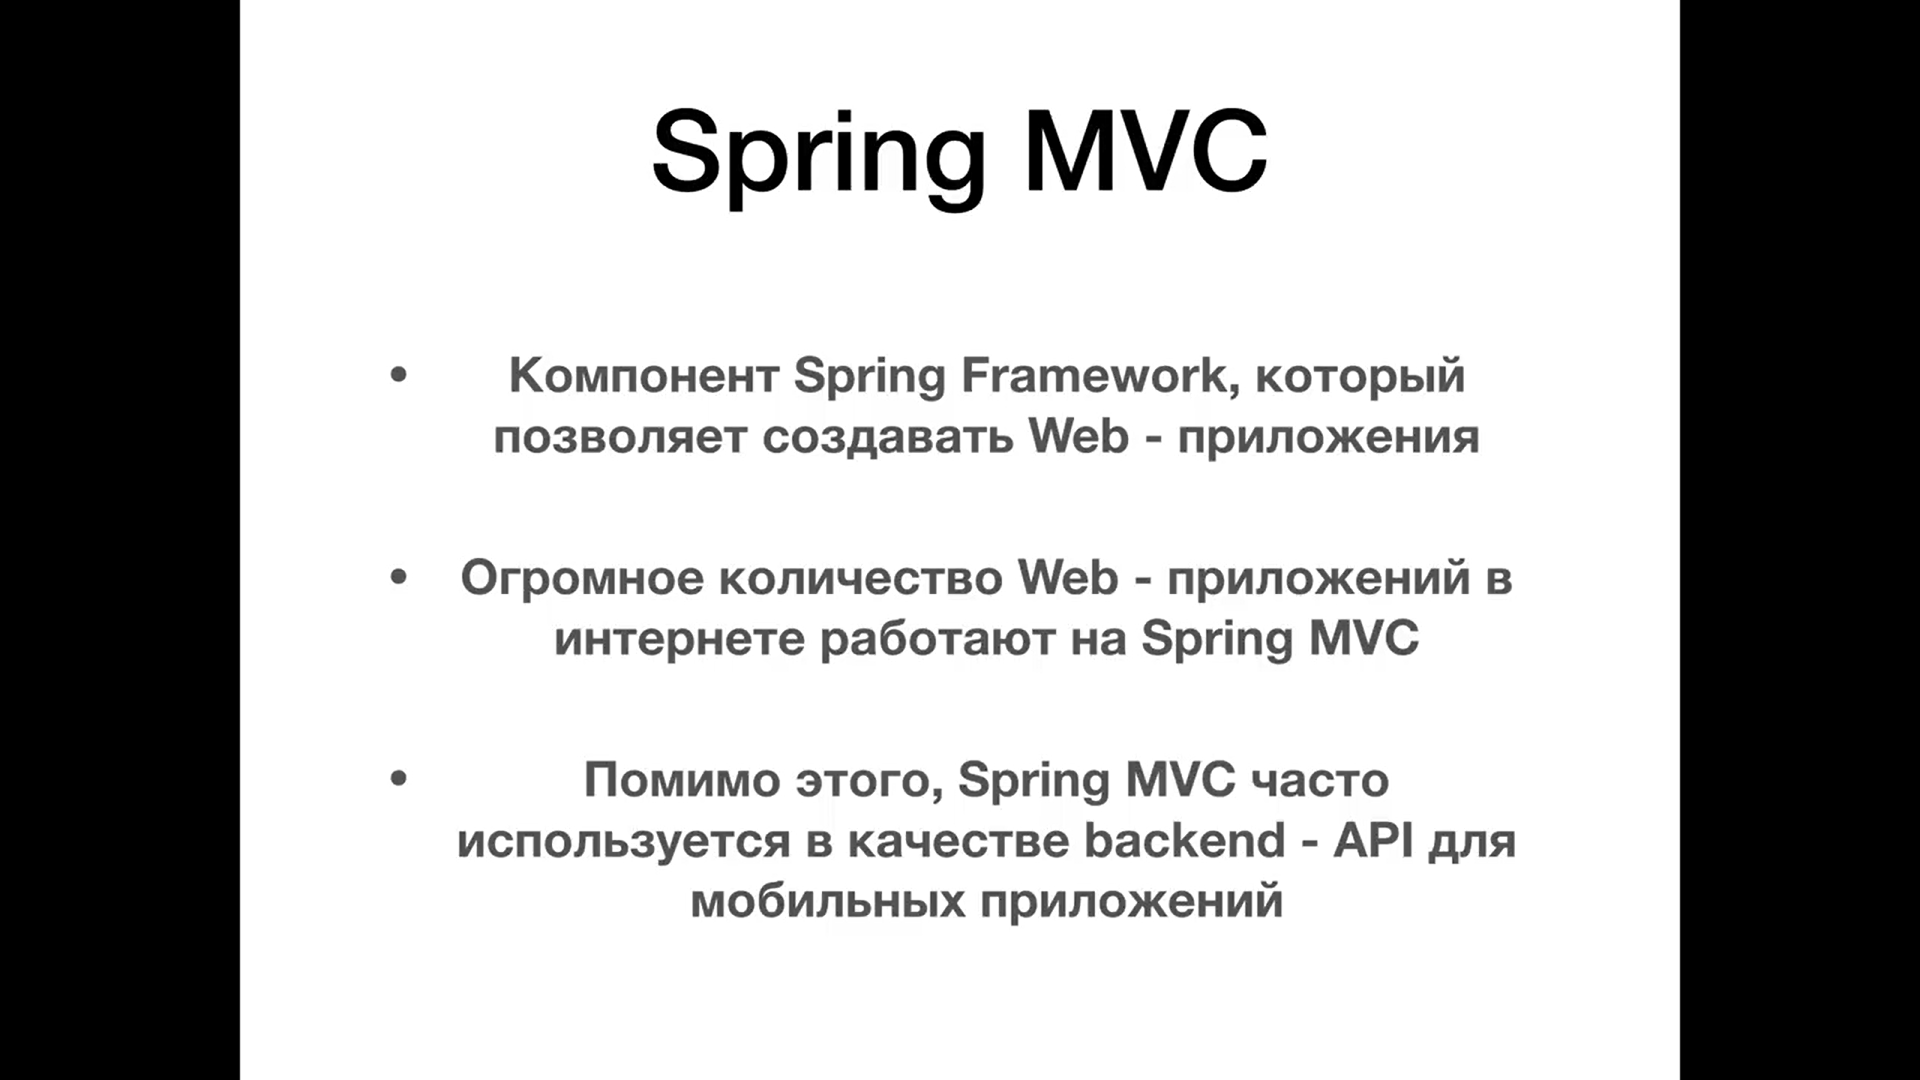 Spring MVC
• Компонент Spring Framework, который
позволяет создавать Web - приложения
• Огромное количество Web - приложений в
интернете работают на Spring MVC
• Помимо этого, Spring MVC часто
используется в качестве backend - API для
мобильных приложений